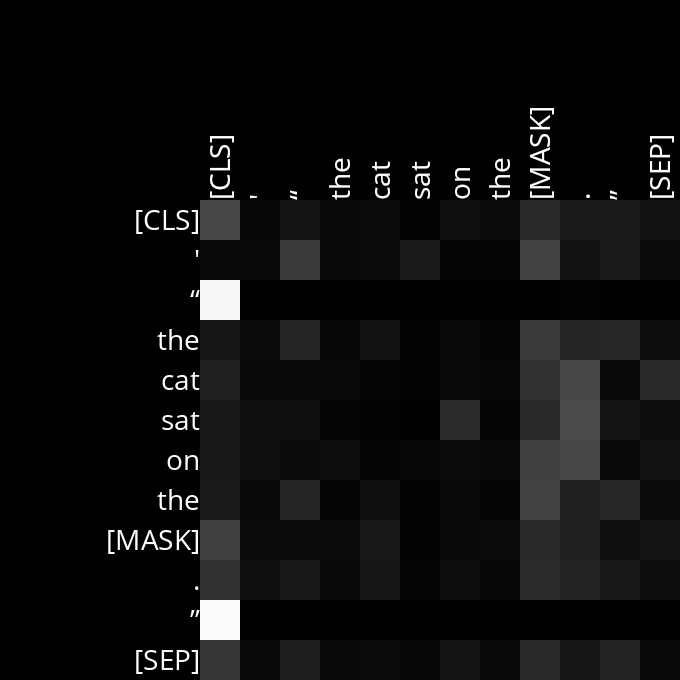 [CLS] ' “ the cat sat on the [MASK] . ” [SEP]
[CLS]
'
“
the
cat
sat
on
the
[MASK]
.
”
[SEP]